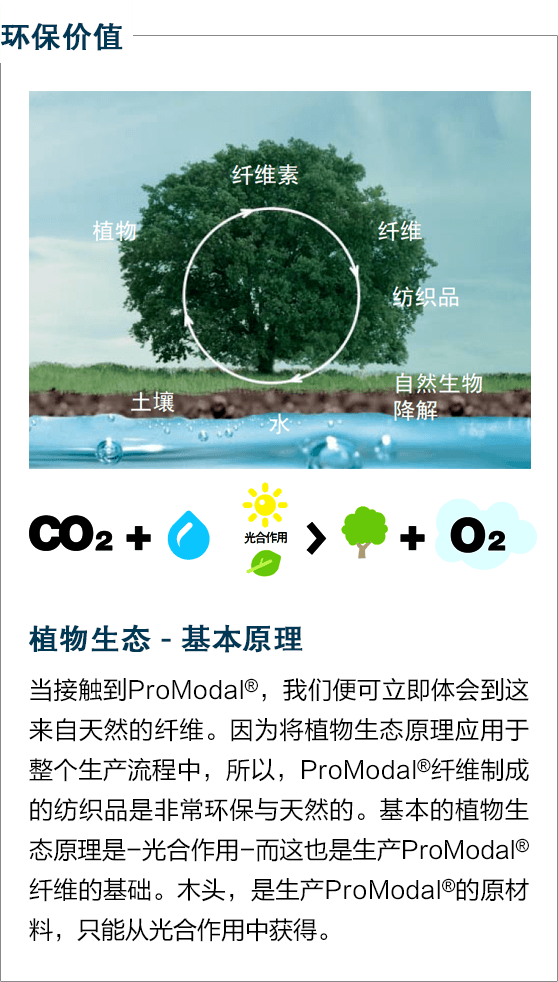 环保价值
纤维素
植物
纤维
纺织品
自然生物
降解
土壤
水
CO₂ +
光合作用
> + O₂
植物生态 - 基本原理
当接触到ProModal®，我们便可立即体会到这
来自天然的纤维。因为将植物生态原理应用于
整个生产流程中，所以，ProModal®纤维制成
的纺织品是非常环保与天然的。基本的植物生
态原理是–光合作用–而这也是生产ProModal®
纤维的基础。木头，是生产ProModal®的原材
料，只能从光合作用中获得。